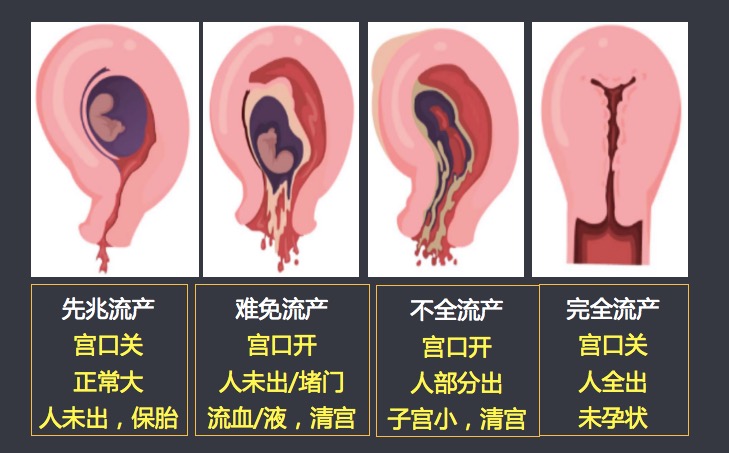 先兆流产
宫口关
正常大
人未出，保胎
难免流产
宫口开
人未出/堵门
流血/液，清宫
不全流产
宫口开
人部分出
子宫小，清宫
完全流产
宫口关
人全出
未孕状